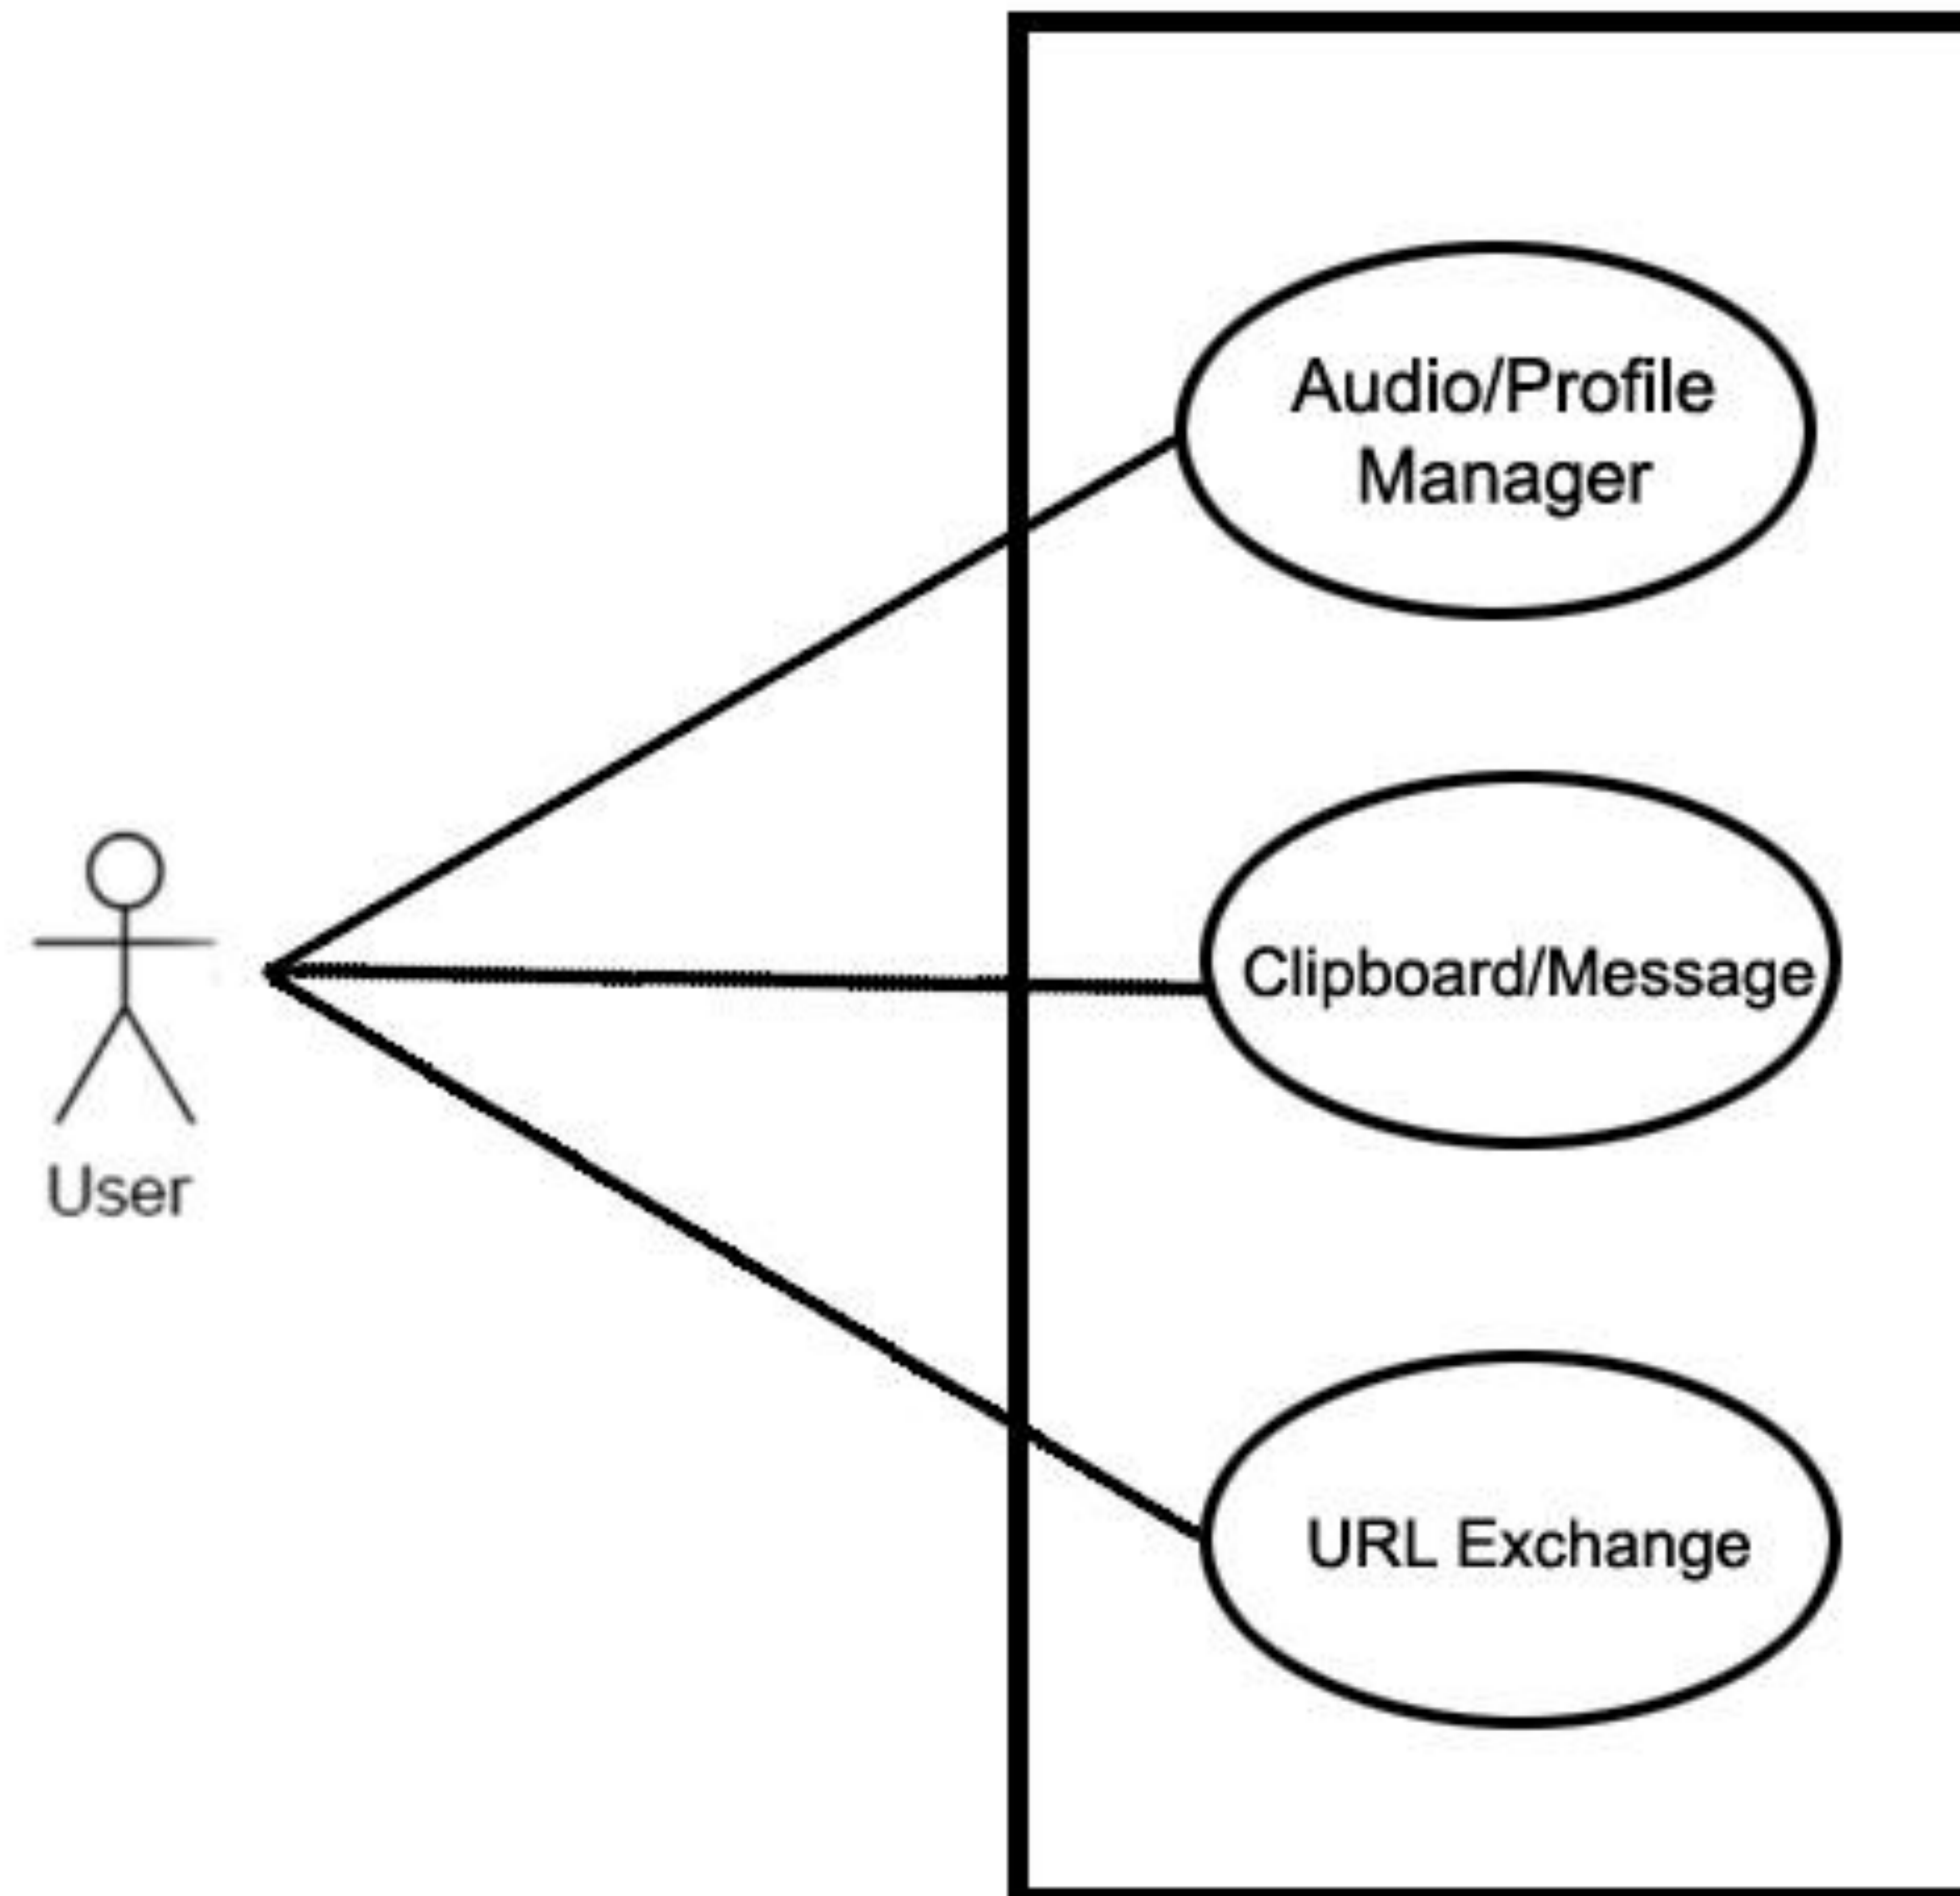 Audio/Profile
Manager
Clipboard/Message
User
URL Exchange